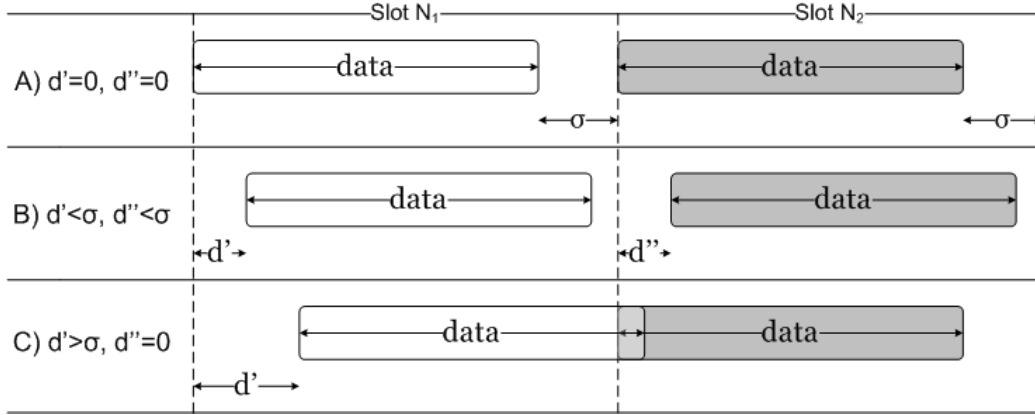 Slot N₁ Slot N₂
A) d'=0, d''=0 data data
σ σ
B) d'<σ, d''<σ data data
d' d''
C) d'>σ, d''=0 data data
d'